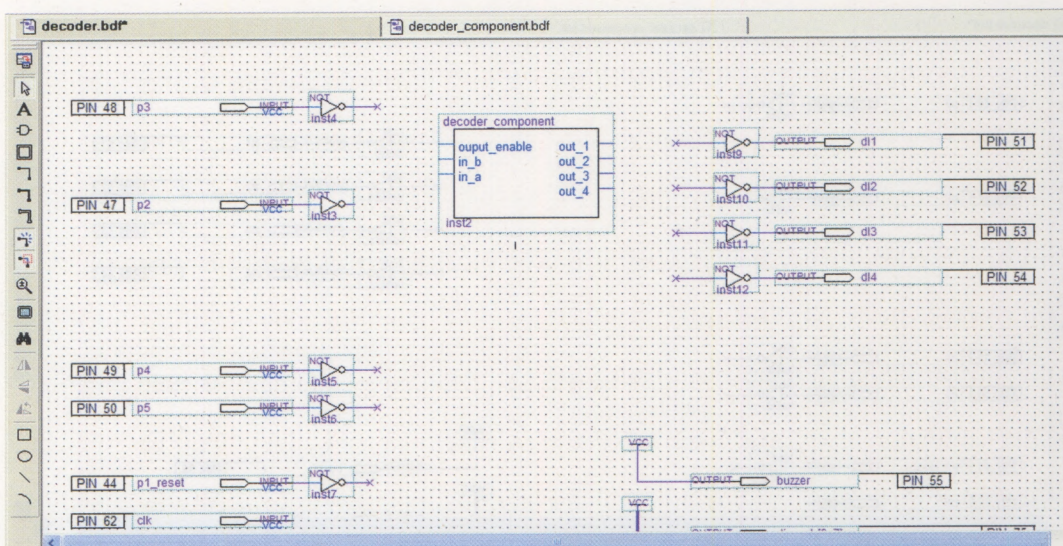 decoder.bdf* decoder_component.bdf
PIN 48 p3 INPUT VCC NOT inst4
decoder_component
ouput_enable out_1
in_b out_2
in_a out_3
out_4
inst2
NOT inst9 OUTPUT dl1 PIN 51
PIN 47 p2 INPUT VCC NOT inst3
NOT inst10 OUTPUT dl2 PIN 52
NOT inst11 OUTPUT dl3 PIN 53
NOT inst12 OUTPUT dl4 PIN 54
PIN 49 p4 INPUT VCC NOT inst5
PIN 50 p5 INPUT VCC NOT inst6
VCC
OUTPUT buzzer PIN 55
PIN 44 p1_reset INPUT VCC NOT inst7
VCC
PIN 62 clk INPUT